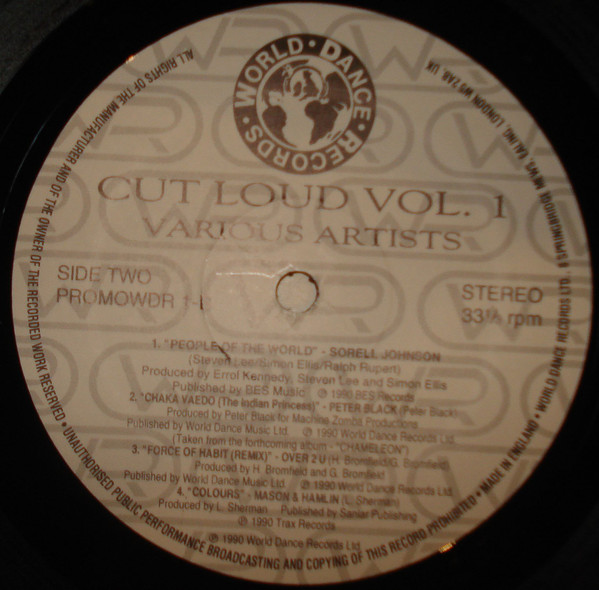 WORLD · DANCE · RECORDS ·
CUT LOUD VOL. 1
VARIOUS ARTISTS
SIDE TWO
PROMOWDR 1-
STEREO
33⅓ rpm
1. "PEOPLE OF THE WORLD" - SORELL JOHNSON
(Steven Lee/Simon Ellis/Ralph Rupert)
Produced by Errol Kennedy, Steven Lee and Simon Ellis
Published by BES Music ℗ 1990 BES Records
2. "CHAKA VAEDO (The Indian Princess)" - PETER BLACK (Peter Black)
Produced by Peter Black for Machine Zombo Productions
Published by World Dance Music Ltd. ℗ 1990 World Dance Records Ltd
(Taken from the forthcoming album - "CHAMELEON")
3. "FORCE OF HABIT (REMIX)" - OVER 2 U (H. Bromfield/G. Bromfield)
Produced by H. Bromfield and G. Bromfield
Published by World Dance Music Ltd. ℗ 1990 World Dance Records Ltd.
4. "COLOURS" - MASON & HAMLIN (L. Sherman)
Produced by L. Sherman Published by Saniar Publishing
℗ 1990 Trax Records
℗ 1990 World Dance Records Ltd
ALL RIGHTS OF THE MANUFACTURER AND OF THE OWNER OF THE RECORDED WORK RESERVED • UNAUTHORISED PUBLIC PERFORMANCE BROADCASTING AND COPYING OF THIS RECORD PROHIBITED • MADE IN ENGLAND • WORLD DANCE RECORDS LTD. 8 SPRINGBRIDGE MEWS, EALING, LONDON W5 2AR. UK